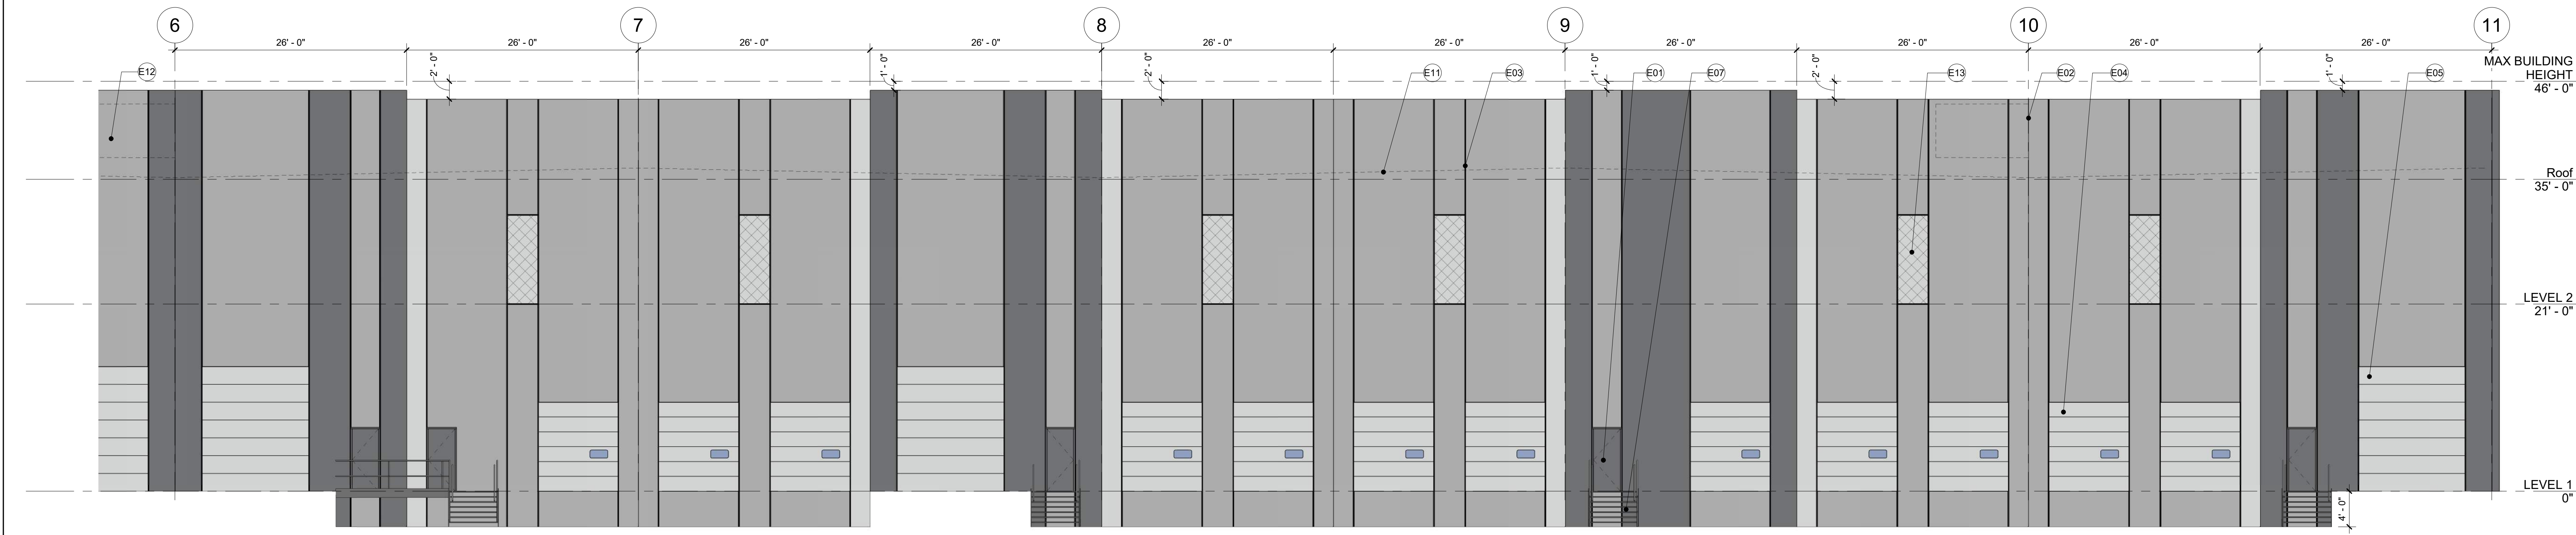 6
7
8
9
10
11
26' - 0"
26' - 0"
26' - 0"
26' - 0"
26' - 0"
26' - 0"
26' - 0"
26' - 0"
26' - 0"
26' - 0"
2' - 0"
1' - 0"
2' - 0"
1' - 0"
2' - 0"
1' - 0"
E12
E11
E03
E01
E07
E13
E02
E04
E05
MAX BUILDING
HEIGHT
46' - 0"
Roof
35' - 0"
LEVEL 2
21' - 0"
LEVEL 1
0"
4' - 0"